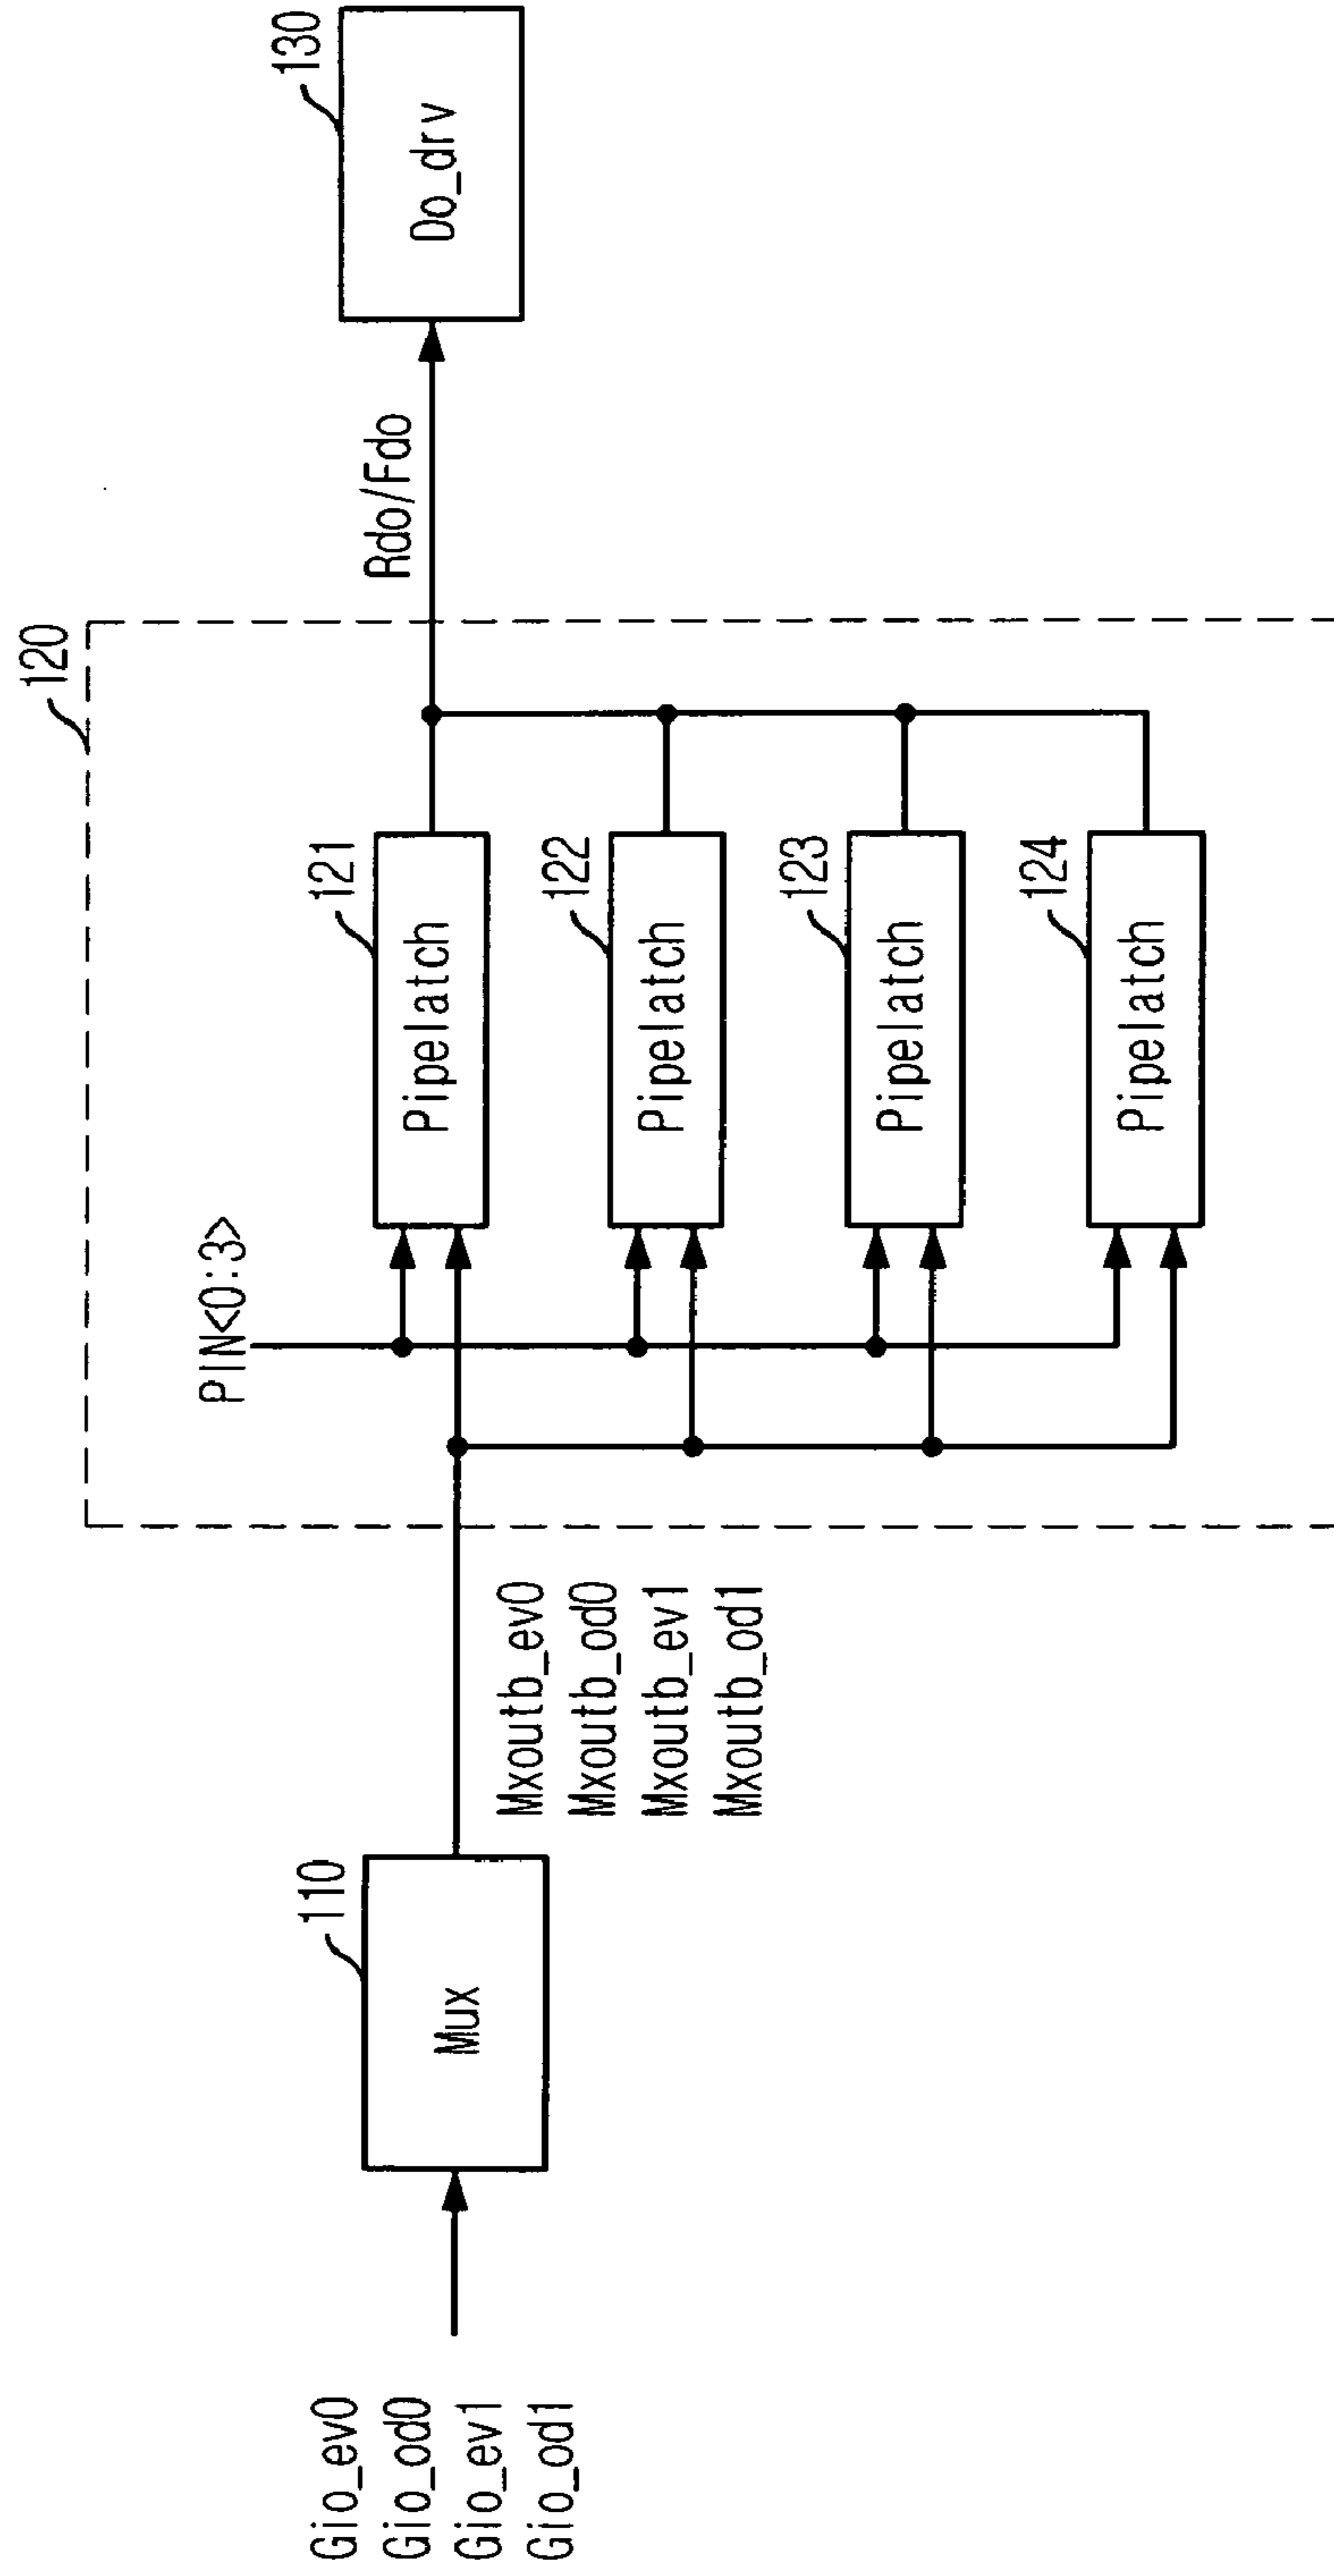 Gio_ev0
Gio_od0
Gio_ev1
Gio_od1
110
Mux
Mxoutb_ev0
Mxoutb_od0
Mxoutb_ev1
Mxoutb_od1
120
PIN<0:3>
121
Pipelatch
122
Pipelatch
123
Pipelatch
124
Pipelatch
Rdo/Fdo
130
Do_drv